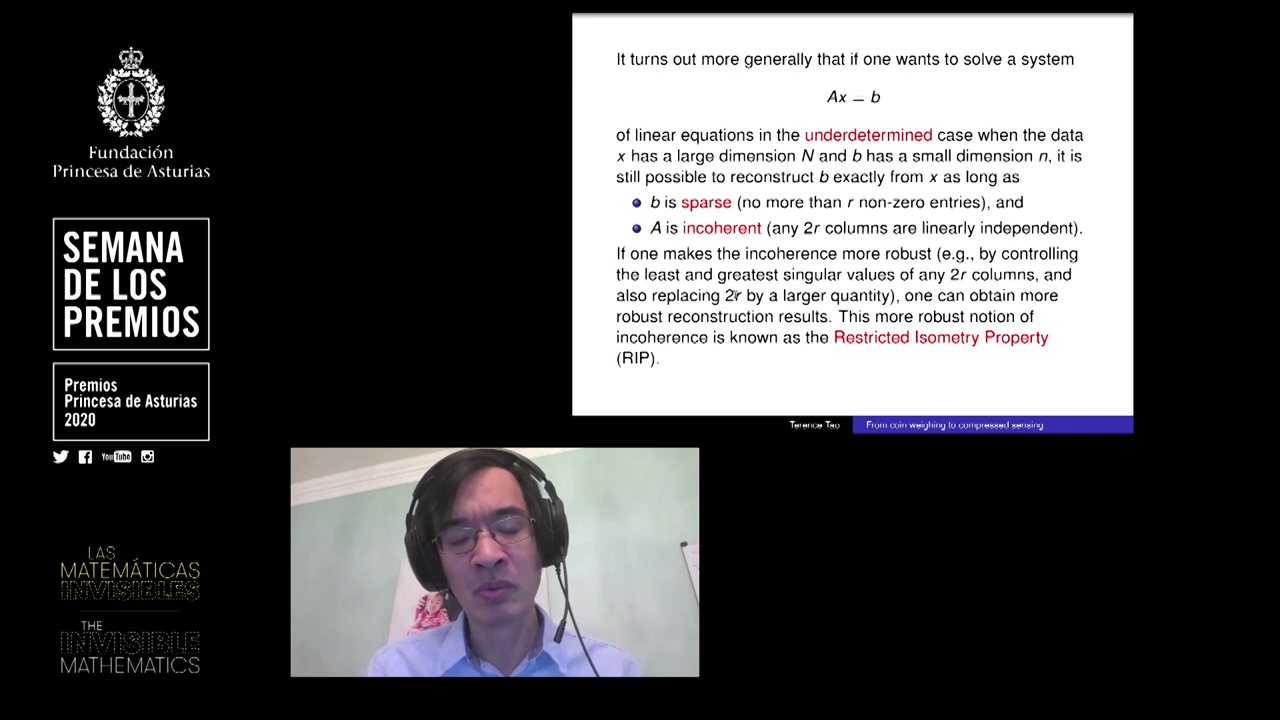 Fundación
Princesa de Asturias
SEMANA
DE LOS
PREMIOS
Premios
Princesa de Asturias
2020
You Tube
LAS
MATEMÁTICAS
INVISIBLES
THE
INVISIBLE
MATHEMATICS
It turns out more generally that if one wants to solve a system
Ax = b
of linear equations in the underdetermined case when the data
x has a large dimension N and b has a small dimension n, it is
still possible to reconstruct b exactly from x as long as
b is sparse (no more than r non-zero entries), and
A is incoherent (any 2r columns are linearly independent).
If one makes the incoherence more robust (e.g., by controlling
the least and greatest singular values of any 2r columns, and
also replacing 2r by a larger quantity), one can obtain more
robust reconstruction results. This more robust notion of
incoherence is known as the Restricted Isometry Property
(RIP).
Terence Tao From coin weighing to compressed sensing